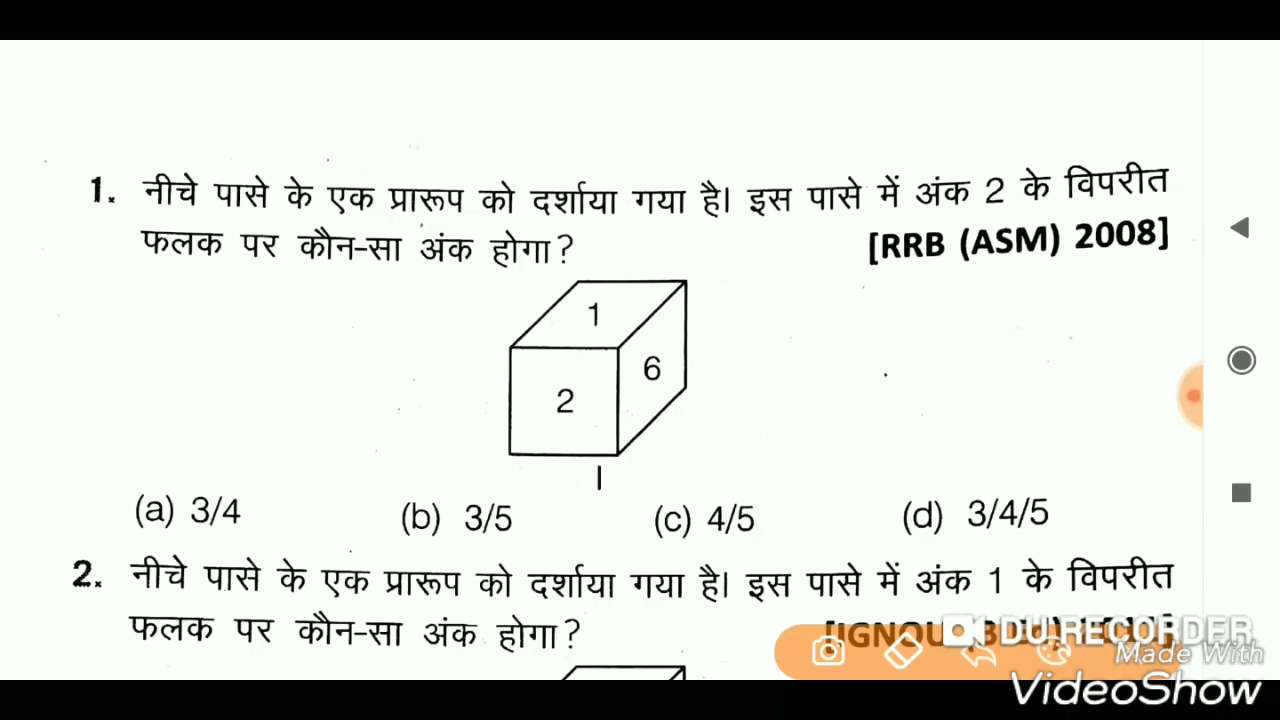 1. नीचे पासे के एक प्रारूप को दर्शाया गया है। इस पासे में अंक 2 के विपरीत
फलक पर कौन-सा अंक होगा? [RRB (ASM) 2008]
1
6
2
(a) 3/4 (b) 3/5 (c) 4/5 (d) 3/4/5
2. नीचे पासे के एक प्रारूप को दर्शाया गया है। इस पासे में अंक 1 के विपरीत
फलक पर कौन-सा अंक होगा? [IGNOU
DU RECORDER
Made With
VideoShow